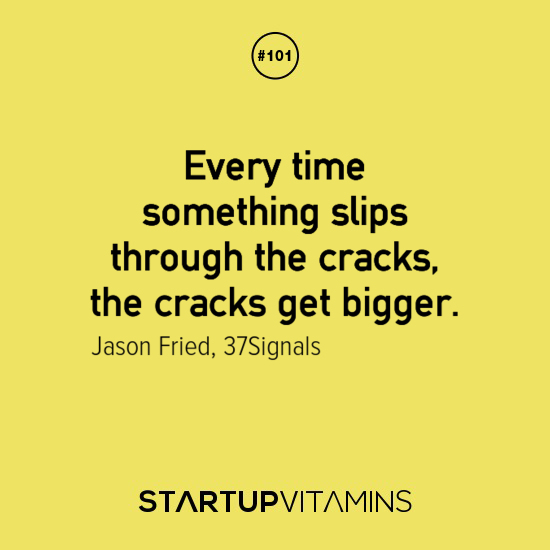 #101
Every time
something slips
through the cracks,
the cracks get bigger.
Jason Fried, 37Signals
STARTUPVITAMINS